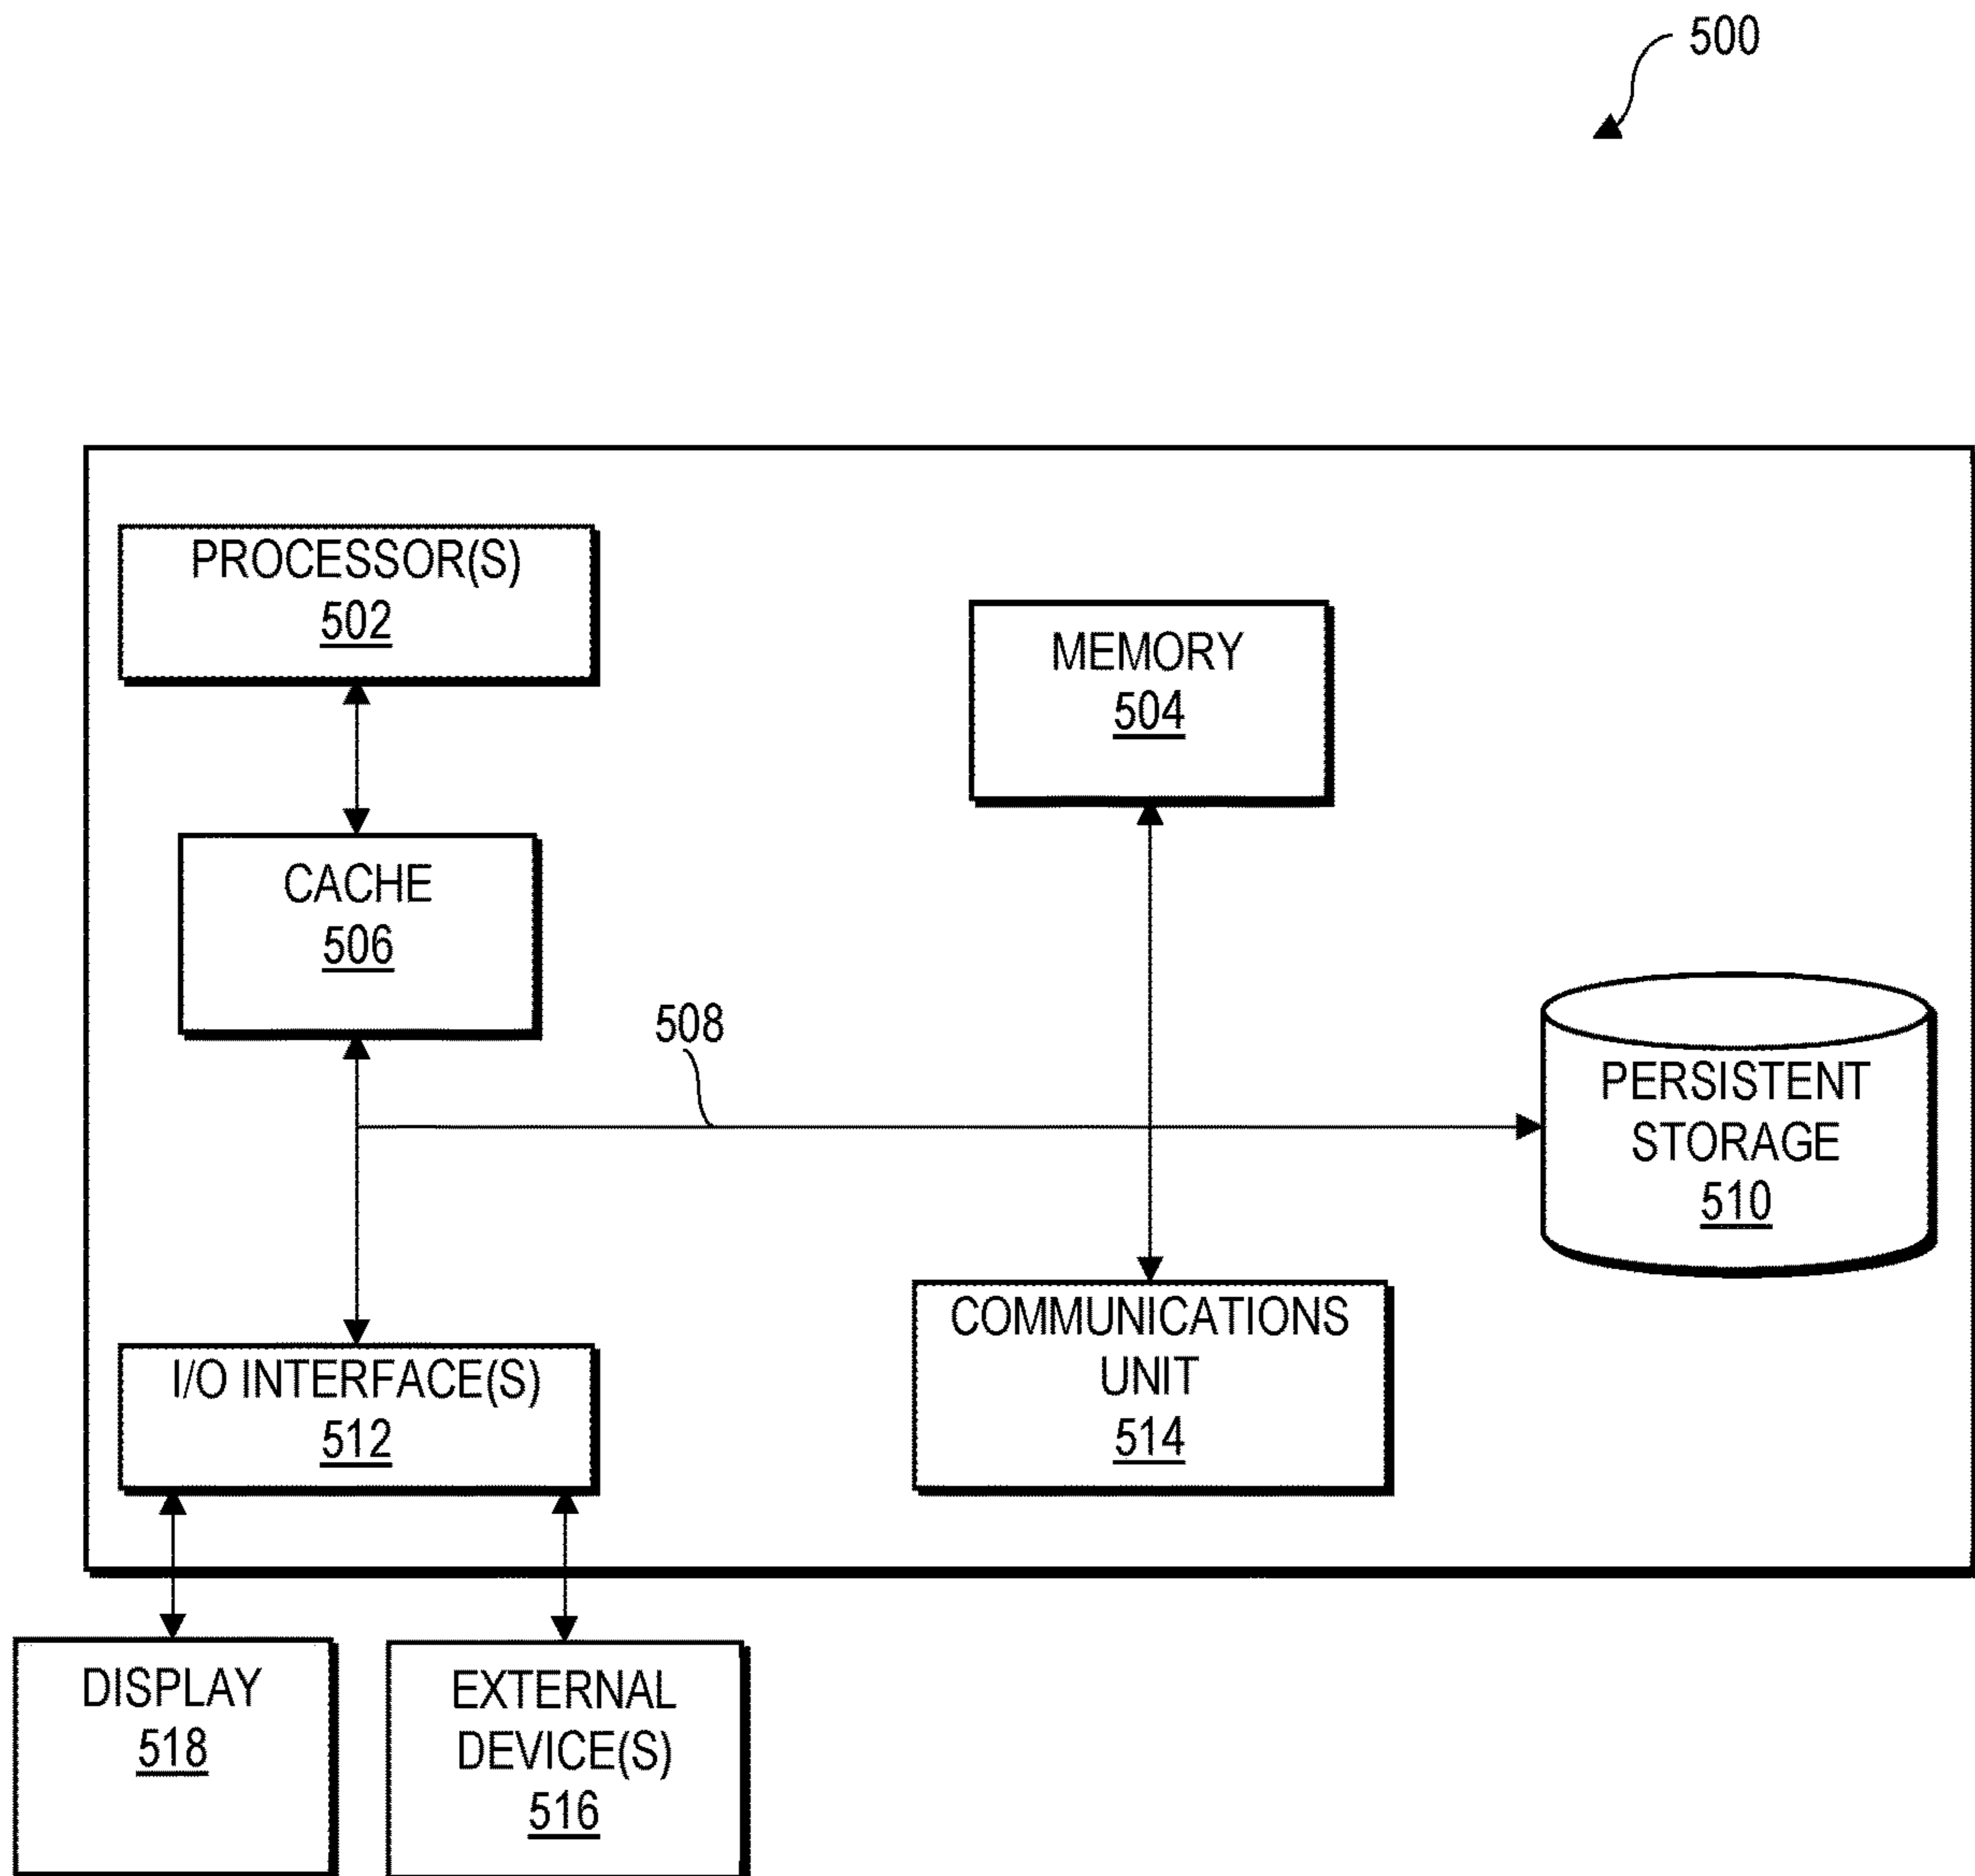 500
PROCESSOR(S)
502
MEMORY
504
CACHE
506
508
PERSISTENT
STORAGE
510
I/O INTERFACE(S)
512
COMMUNICATIONS
UNIT
514
DISPLAY
518
EXTERNAL
DEVICE(S)
516